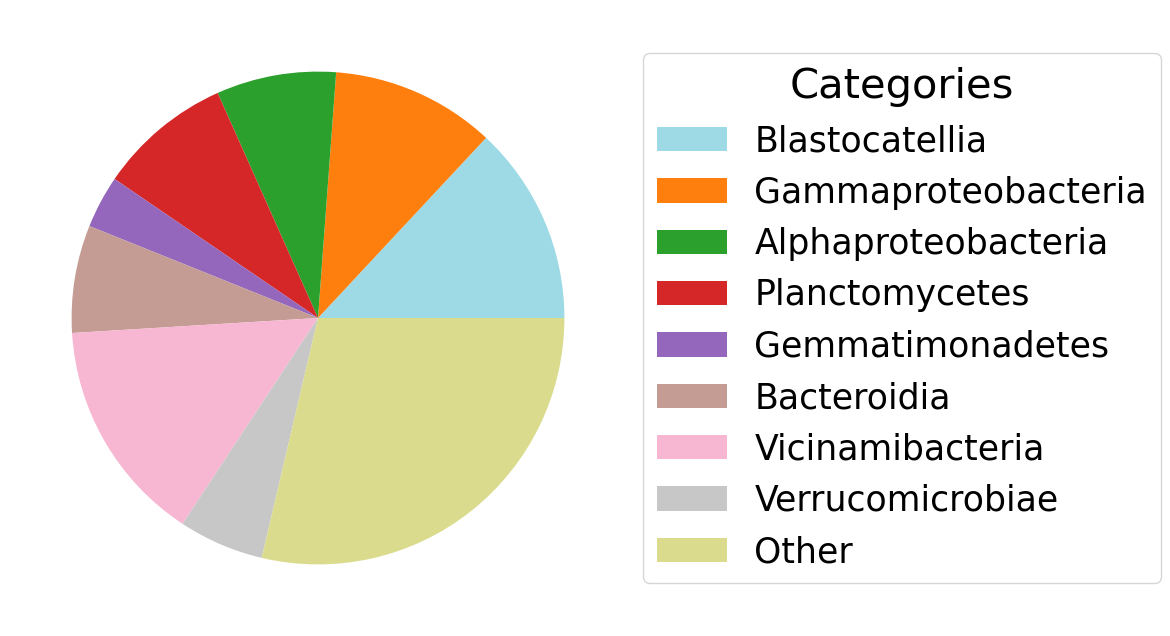 Categories
Blastocatellia
Gammaproteobacteria
Alphaproteobacteria
Planctomycetes
Gemmatimonadetes
Bacteroidia
Vicinamibacteria
Verrucomicrobiae
Other